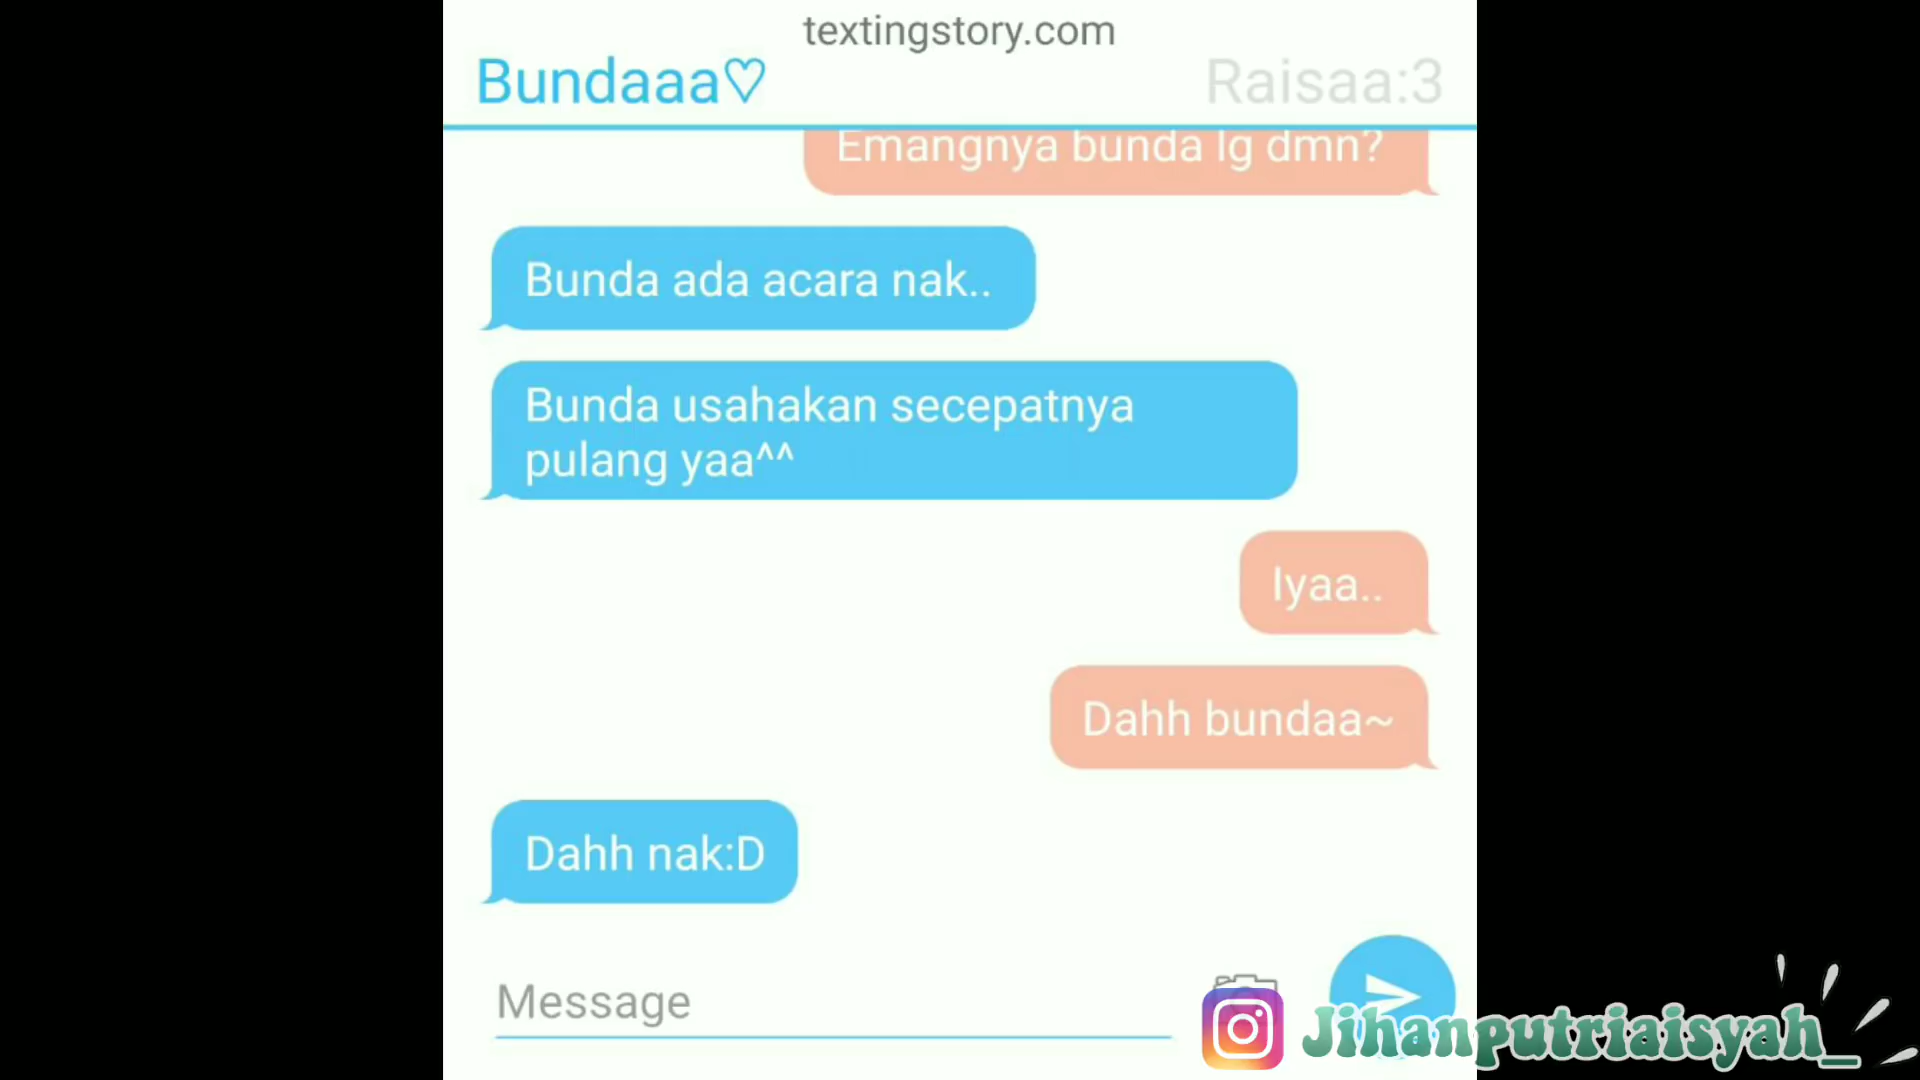 textingstory.com
Bundaaa♡
Raisaa:3
Emangnya bunda lg dmn?
Bunda ada acara nak..
Bunda usahakan secepatnya
pulang yaa^^
Iyaa..
Dahh bundaa~
Dahh nak:D
Message
Jihanputriaisyah_